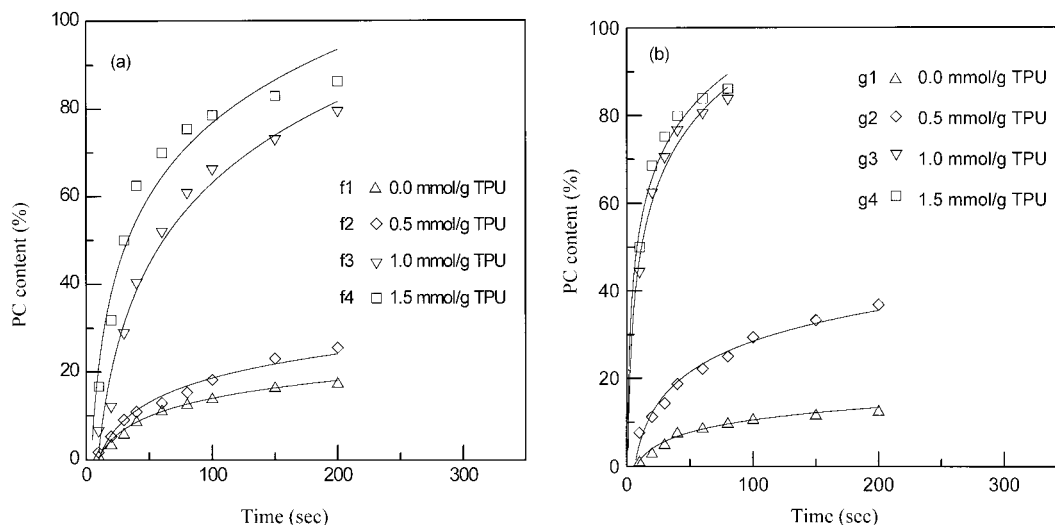 (a)
PC content (%)
100
80
60
40
20
0
f1 △ 0.0 mmol/g TPU
f2 ◇ 0.5 mmol/g TPU
f3 ▽ 1.0 mmol/g TPU
f4 □ 1.5 mmol/g TPU
0 100 200 300
Time (sec)
(b)
PC content (%)
100
80
60
40
20
0
g1 △ 0.0 mmol/g TPU
g2 ◇ 0.5 mmol/g TPU
g3 ▽ 1.0 mmol/g TPU
g4 □ 1.5 mmol/g TPU
0 100 200 300
Time (sec)